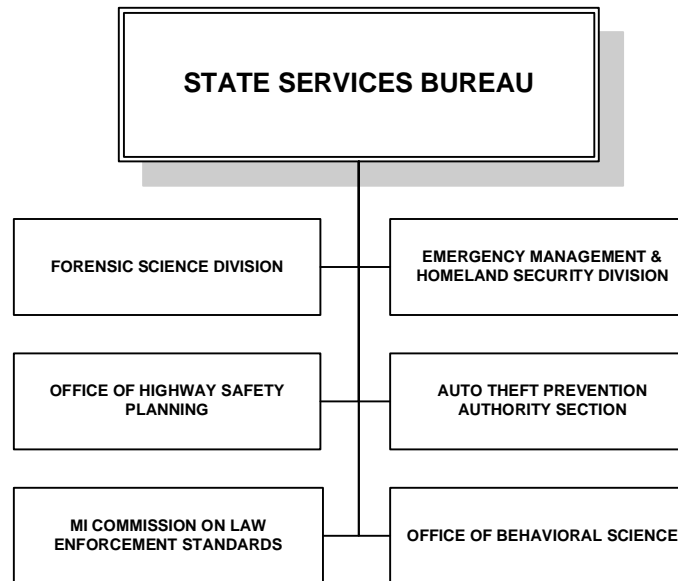 STATE SERVICES BUREAU
FORENSIC SCIENCE DIVISION
EMERGENCY MANAGEMENT &
HOMELAND SECURITY DIVISION
OFFICE OF HIGHWAY SAFETY
PLANNING
AUTO THEFT PREVENTION
AUTHORITY SECTION
MI COMMISSION ON LAW
ENFORCEMENT STANDARDS
OFFICE OF BEHAVIORAL SCIENCE